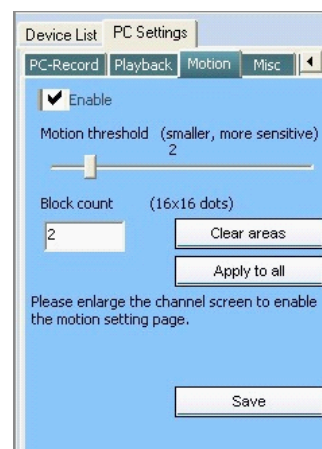 Device List PC Settings
PC-Record Playback Motion Misc
Enable
Motion threshold (smaller, more sensitive)
2
Block count (16x16 dots)
2
Clear areas
Apply to all
Please enlarge the channel screen to enable
the motion setting page.
Save